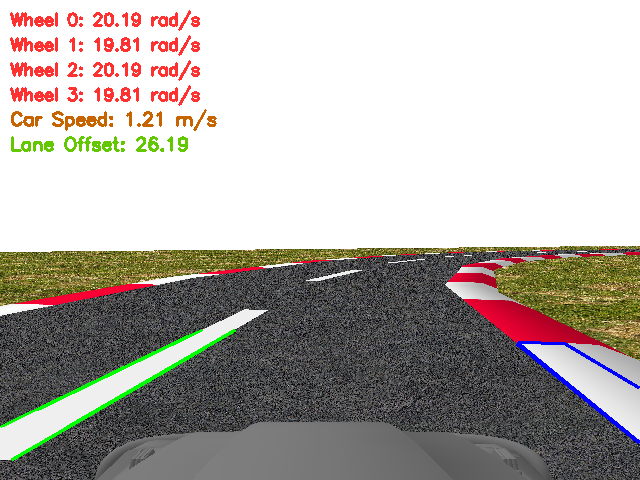 Wheel 0: 20.19 rad/s
Wheel 1: 19.81 rad/s
Wheel 2: 20.19 rad/s
Wheel 3: 19.81 rad/s
Car Speed: 1.21 m/s
Lane Offset: 26.19